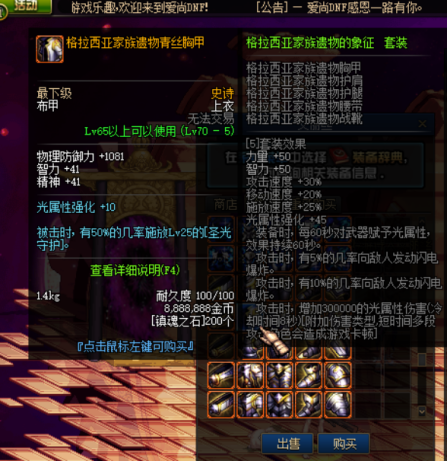 活动
游戏乐趣,欢迎来到爱尚DNF!
【公告】 — 爱尚DNF感恩一路有你。
格拉西亚家族遗物青丝胸甲
最下级 史诗
布甲 上衣
无法交易
Lv65以上可以使用 (Lv70 - 5)
物理防御力 +1081
智力 +41
精神 +41
光属性强化 +10
被击时,有50%的几率施放Lv25的[圣光
守护]。
查看详细说明(F4)
1.4kg 耐久度 100/100
8,888,888金币
[镇魂之石]200个
『点击鼠标左键可购买』
格拉西亚家族遗物的象征 套装
格拉西亚家族遗物胸甲
格拉西亚家族遗物护肩
格拉西亚家族遗物护腿
格拉西亚家族遗物腰带
格拉西亚家族遗物战靴
[5]套装效果
力量 +50
智力 +50
攻击速度 +30%
移动速度 +20%
施放速度 +25%
光属性强化 +45
装备时,每60秒对武器赋予光属性,
效果持续60秒。
攻击时,有5%的几率向敌人发动闪电
爆炸。
攻击时,有10%的几率向敌人发动闪电
爆炸。
攻击时,增加300000的光属性伤害(冷
却时间8秒)[附加伤害类型,短时间多段
攻 色会造成游戏卡顿]
出售
购买